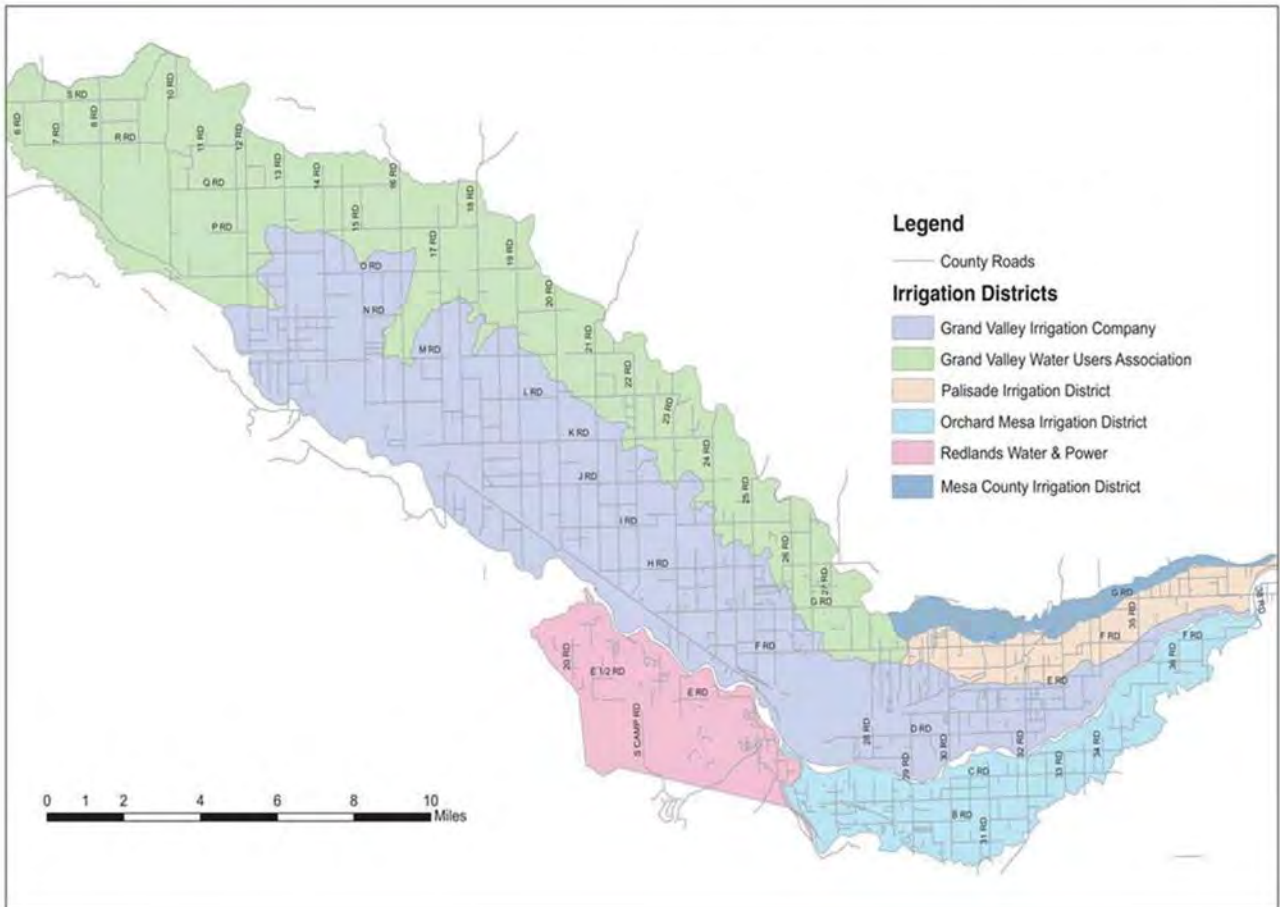 10 RD
S RD
6 RD
7 RD
8 RD
R RD
11 RD
12 RD
13 RD
14 RD
16 RD
Q RD
18 RD
15 RD
P RD
17 RD
19 RD
O RD
20 RD
N RD
21 RD
M RD
22 RD
L RD
23 RD
K RD
24 RD
J RD
25 RD
I RD
26 RD
H RD
27 RD
G RD
F RD
Legend
County Roads
Irrigation Districts
Grand Valley Irrigation Company
Grand Valley Water Users Association
Palisade Irrigation District
Orchard Mesa Irrigation District
Redlands Water & Power
Mesa County Irrigation District
G RD
35 RD
F RD
F RD
36 RD
E RD
20 RD
E 1/2 RD
E RD
S CAMP RD
28 RD
D RD
29 RD
30 RD
32 RD
33 RD
34 RD
C RD
B RD
31 RD
0 1 2 4 6 8 10
Miles